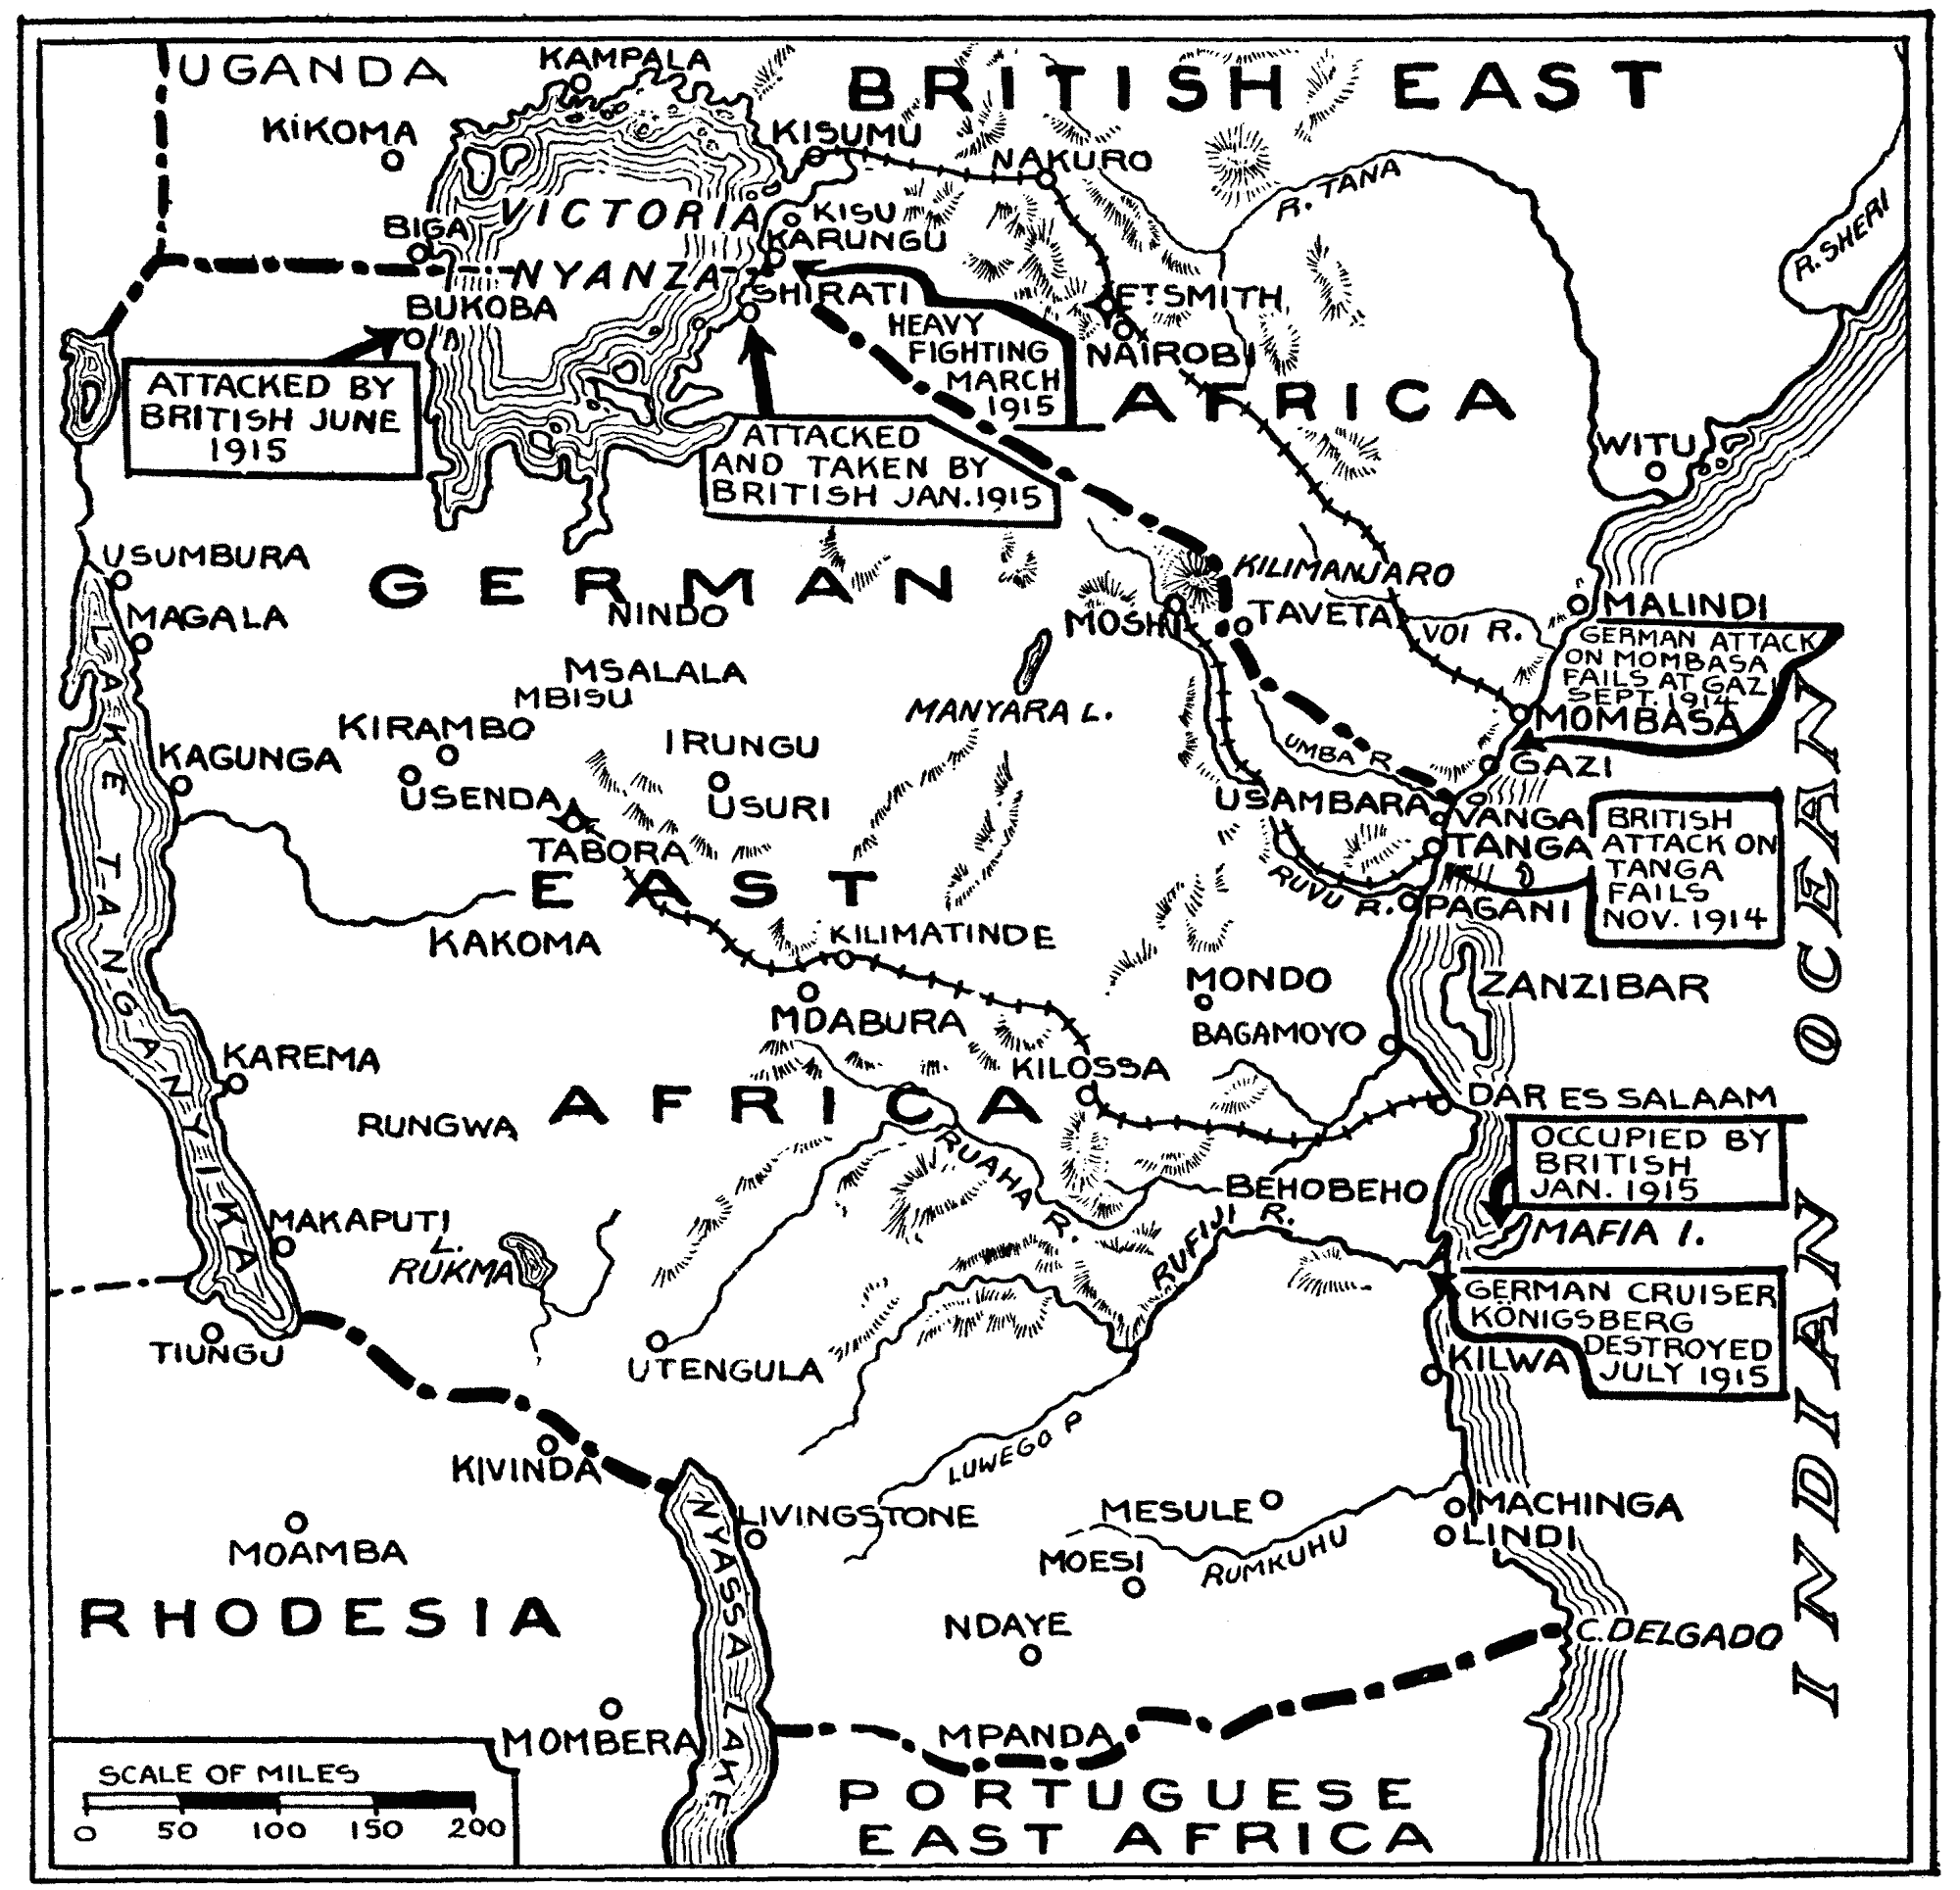 UGANDA
KAMPALA
BRITISH EAST
KIKOMA
KISUMU
NAKURO
R. TANA
R. SHERI
VICTORIA
KISU
BIGA
KARUNGU
NYANZA
SHIRATI
FT SMITH
BUKOBA
HEAVY
FIGHTING
MARCH
1915
NAIROBI
AFRICA
ATTACKED BY
BRITISH JUNE
1915
ATTACKED
AND TAKEN BY
BRITISH JAN. 1915
WITU
USUMBURA
GERMAN
KILIMANJARO
MAGALA
NINDO
MOSHI
TAVETA
VOI R.
MALINDI
GERMAN ATTACK
ON MOMBASA
FAILS AT GAZI
SEPT. 1914
MSALALA
MBISU
MANYARA L.
MOMBASA
KIRAMBO
IRUNGU
KAGUNGA
UMBA R.
GAZI
USENDA
USURI
USAMBARA
VANGA
TANGA
BRITISH
ATTACK ON
TANGA
FAILS
NOV. 1914
TABORA
EAST
RUVU R.
PAGANI
KAKOMA
KILIMATINDE
LAKE TANGANYIKA
MONDO
ZANZIBAR
MDABURA
BAGAMOYO
KAREMA
KILOSSA
DAR ES SALAAM
AFRICA
RUNGWA
RUAHA R.
OCCUPIED BY
BRITISH
JAN. 1915
BEHOBEHO
MAKAPUTI
L.
RUKMA
RUFIJI R.
MAFIA I.
GERMAN CRUISER
KÖNIGSBERG
DESTROYED
JULY 1915
TIUNGU
UTENGULA
KILWA
INDIAN OCEAN
KIVINDA
LUWEGO P
LIVINGSTONE
MESULE
MACHINGA
LINDI
MOAMBA
MOESI
RUMKUHU
RHODESIA
NYASSA LAKE
NDAYE
C. DELGADO
MOMBERA
MPANDA
SCALE OF MILES
0 50 100 150 200
PORTUGUESE
EAST AFRICA